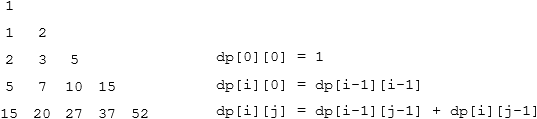 1
1 2
2 3 5 dp[0][0] = 1
5 7 10 15 dp[i][0] = dp[i-1][i-1]
15 20 27 37 52 dp[i][j] = dp[i-1][j-1] + dp[i][j-1]